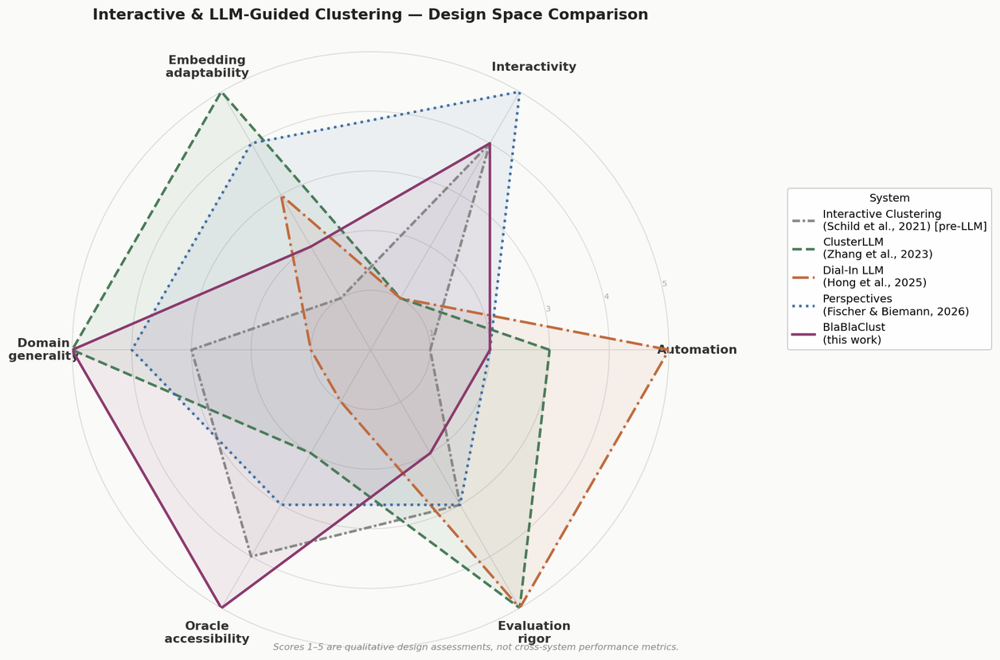 Interactive & LLM-Guided Clustering — Design Space Comparison
Embedding
adaptability
Interactivity
Domain
generality
Automation
1
3
4
5
Oracle
accessibility
Evaluation
rigor
System
Interactive Clustering
(Schild et al., 2021) [pre-LLM]
ClusterLLM
(Zhang et al., 2023)
Dial-In LLM
(Hong et al., 2025)
Perspectives
(Fischer & Biemann, 2026)
BlaBlaClust
(this work)
Scores 1–5 are qualitative design assessments, not cross-system performance metrics.